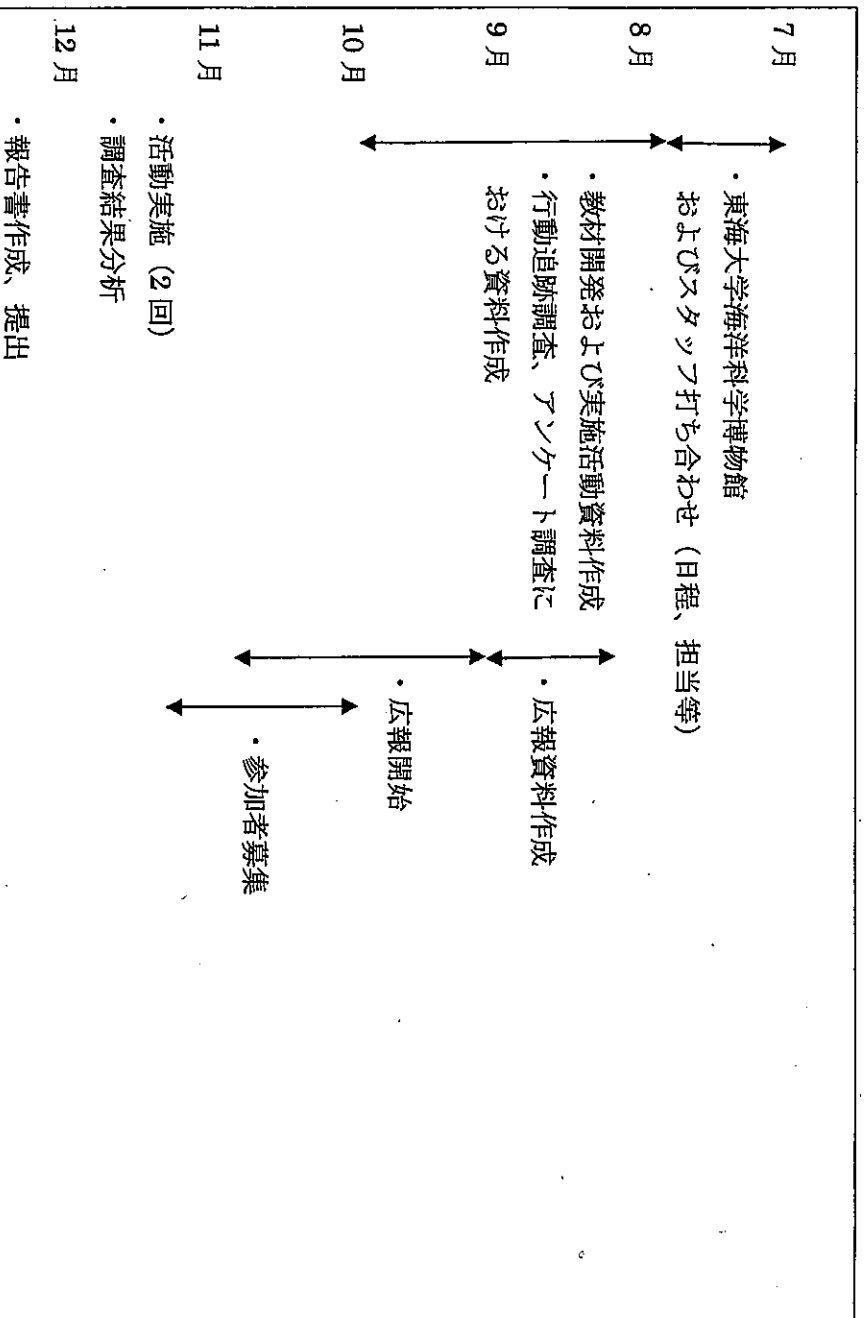 7月
8月
9月
10月
11月
12月
・東海大学海洋科学博物館
およびスタッフ打ち合わせ（日程、担当等）
・教材開発および実施活動資料作成
・行動追跡調査、アンケート調査に
おける資料作成
・広報資料作成
・広報開始
・参加者募集
・活動実施（2回）
・調査結果分析
・報告書作成、提出